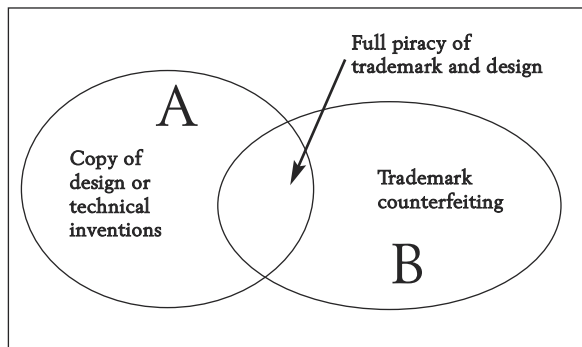 Full piracy of
trademark and design
A
Copy of
design or
technical
inventions
Trademark
counterfeiting
B